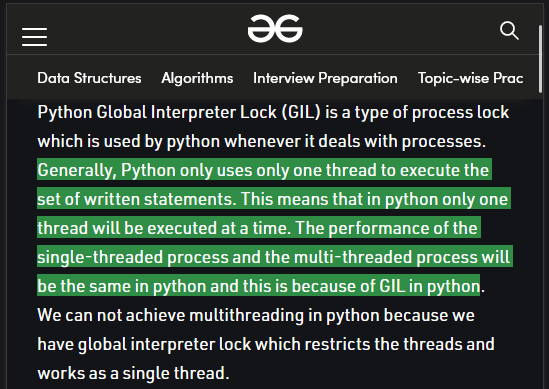 Data Structures Algorithms Interview Preparation Topic-wise Prac
Python Global Interpreter Lock (GIL) is a type of process lock
which is used by python whenever it deals with processes.
Generally, Python only uses only one thread to execute the
set of written statements. This means that in python only one
thread will be executed at a time. The performance of the
single-threaded process and the multi-threaded process will
be the same in python and this is because of GIL in python.
We can not achieve multithreading in python because we
have global interpreter lock which restricts the threads and
works as a single thread.